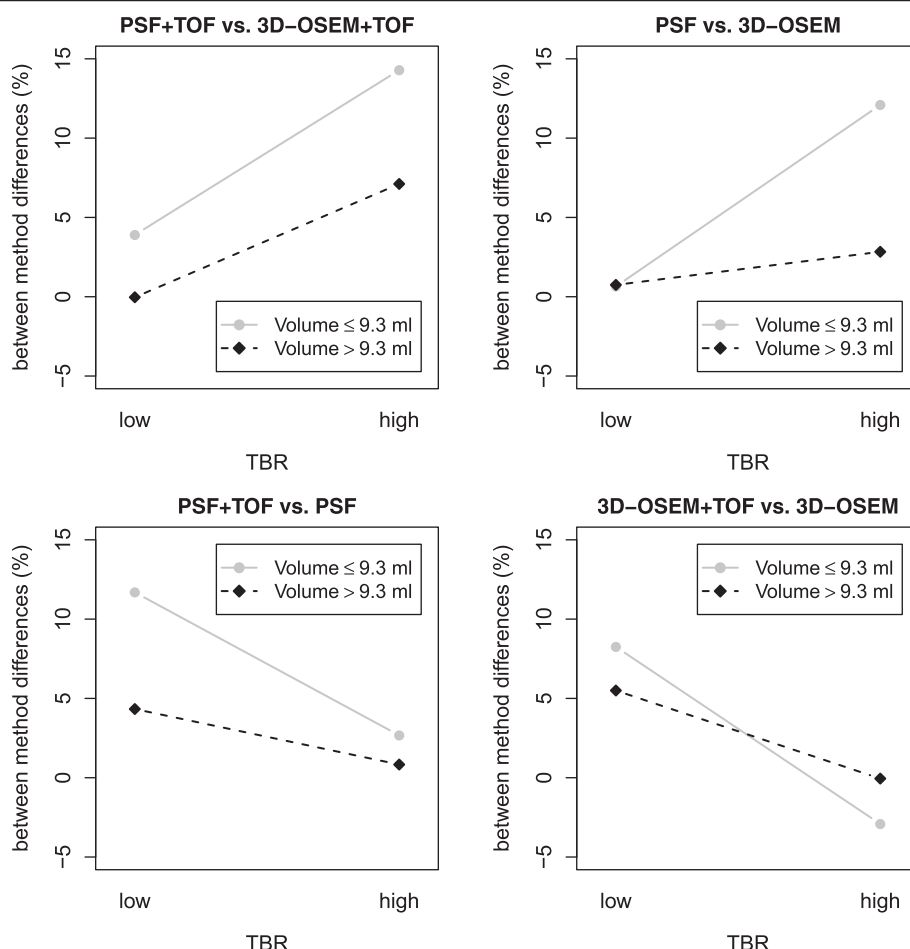 PSF+TOF vs. 3D−OSEM+TOF
between method differences (%)
15
10
5
0
−5
Volume ≤ 9.3 ml
Volume > 9.3 ml
low
high
TBR
PSF vs. 3D−OSEM
between method differences (%)
15
10
5
0
−5
Volume ≤ 9.3 ml
Volume > 9.3 ml
low
high
TBR
PSF+TOF vs. PSF
between method differences (%)
15
10
5
0
−5
Volume ≤ 9.3 ml
Volume > 9.3 ml
low
high
TBR
3D−OSEM+TOF vs. 3D−OSEM
between method differences (%)
15
10
5
0
−5
Volume ≤ 9.3 ml
Volume > 9.3 ml
low
high
TBR